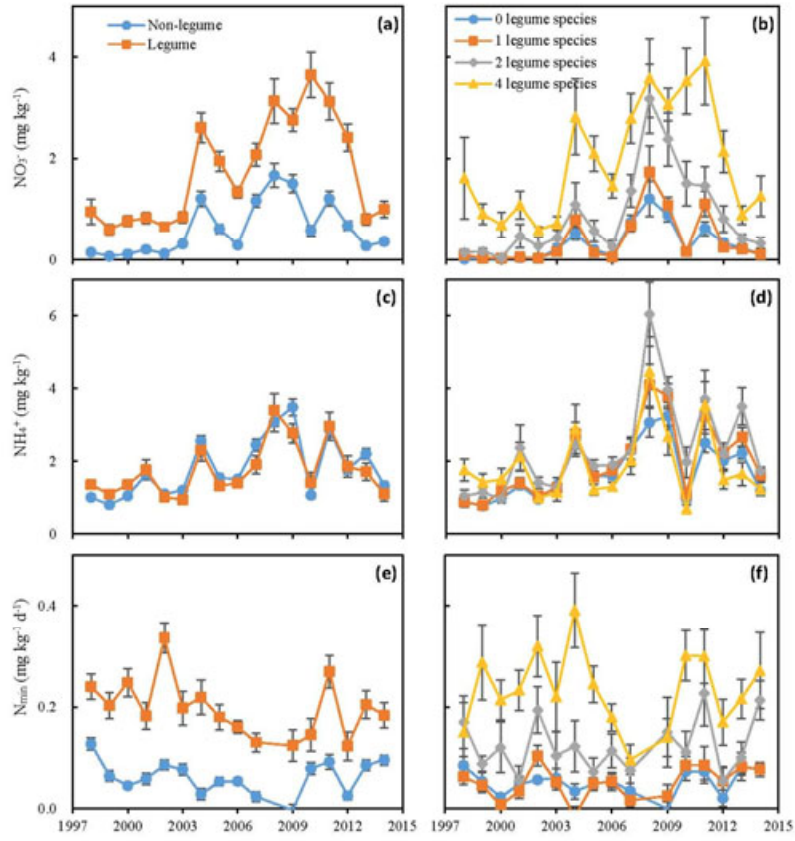 Non-legume
Legume
(a)
0 legume species
1 legume species
2 legume species
4 legume species
(b)
NO₃⁻ (mg kg⁻¹)
4
2
0
(c)
(d)
NH₄⁺ (mg kg⁻¹)
6
4
2
0
(e)
(f)
Nmin (mg kg⁻¹ d⁻¹)
0.4
0.2
0.0
1997 2000 2003 2006 2009 2012 2015
1997 2000 2003 2006 2009 2012 2015